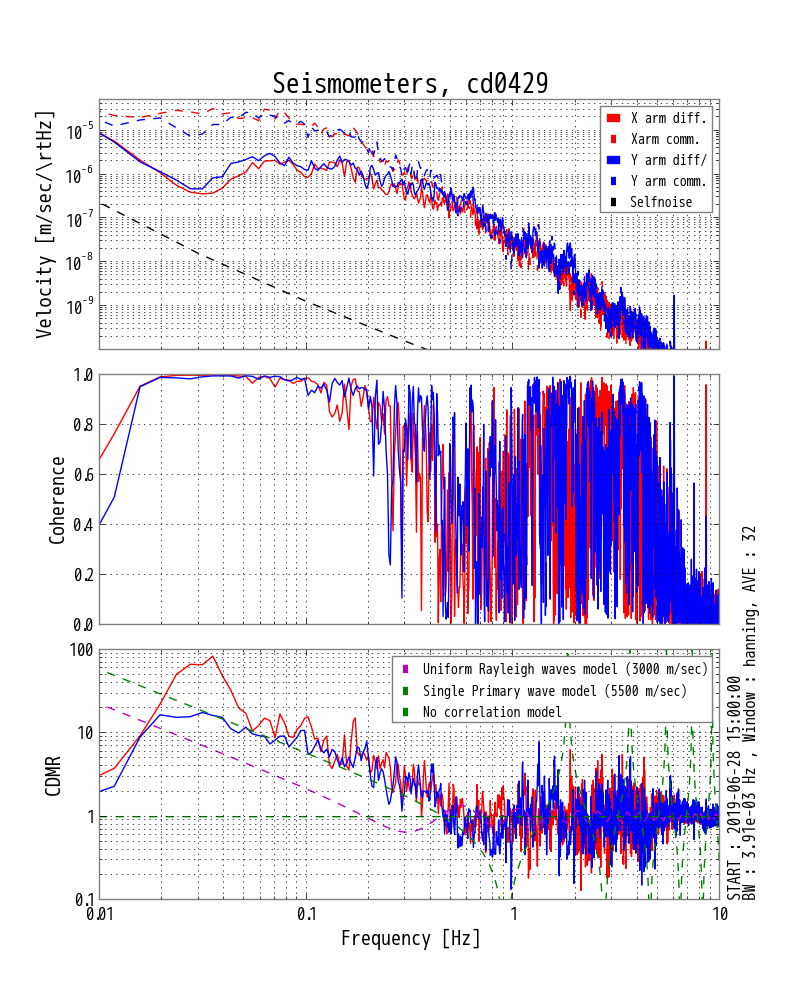 Seismometers, cd0429
Velocity [m/sec/\rtHz]
10^-5
10^-6
10^-7
10^-8
10^-9
X arm diff.
Xarm comm.
Y arm diff/
Y arm comm.
Selfnoise
Coherence
1.0
0.8
0.6
0.4
0.2
0.0
CDMR
100
10
1
0.1
Uniform Rayleigh waves model (3000 m/sec)
Single Primary wave model (5500 m/sec)
No correlation model
0.01 0.1 1 10
Frequency [Hz]
START : 2019-06-28 15:00:00
BW : 3.91e-03 Hz , Window : hanning, AVE : 32